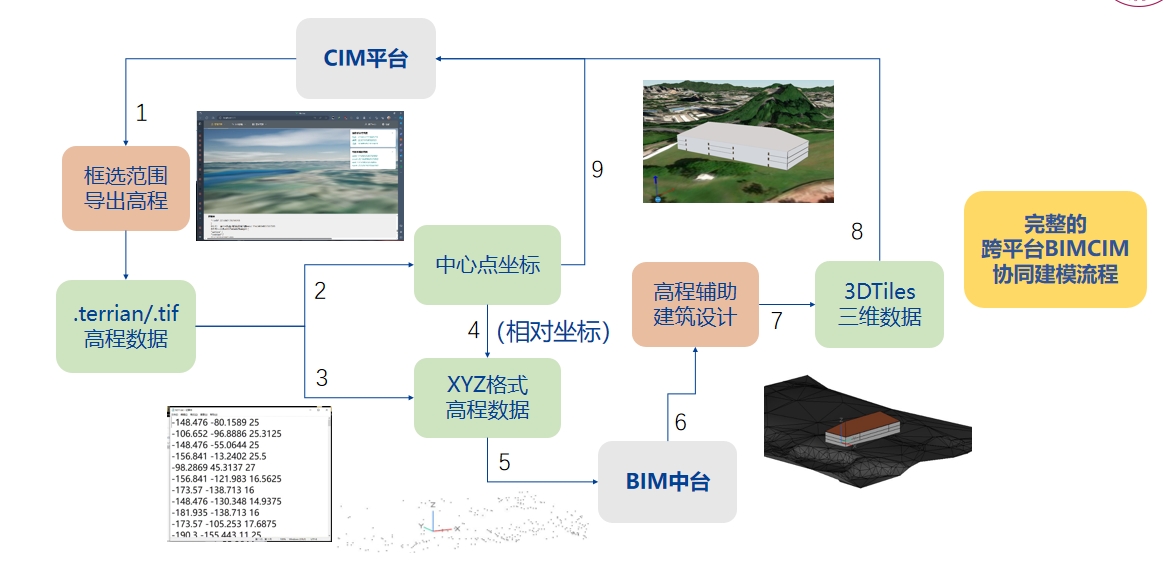 CIM平台
1
框选范围
导出高程
.terrian/.tif
高程数据
2
3
中心点坐标
4
(相对坐标)
XYZ格式
高程数据
5
BIM中台
6
高程辅助
建筑设计
7
3DTiles
三维数据
8
9
完整的
跨平台BIMCIM
协同建模流程
-148.476 -80.1589 25
-106.652 -96.8886 25.3125
-148.476 -55.0644 25
-156.841 -13.2402 25.5
-98.2869 45.3137 27
-156.841 -121.983 16.5625
-173.57 -138.713 16
-148.476 -130.348 14.9375
-181.935 -138.713 16
-173.57 -105.253 17.6875
-190.3 -155.443 11.25
Z
X